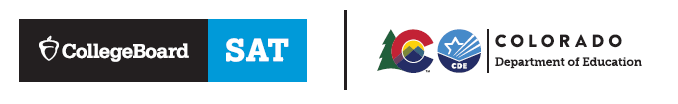 CollegeBoard SAT
CDE
COLORADO
Department of Education